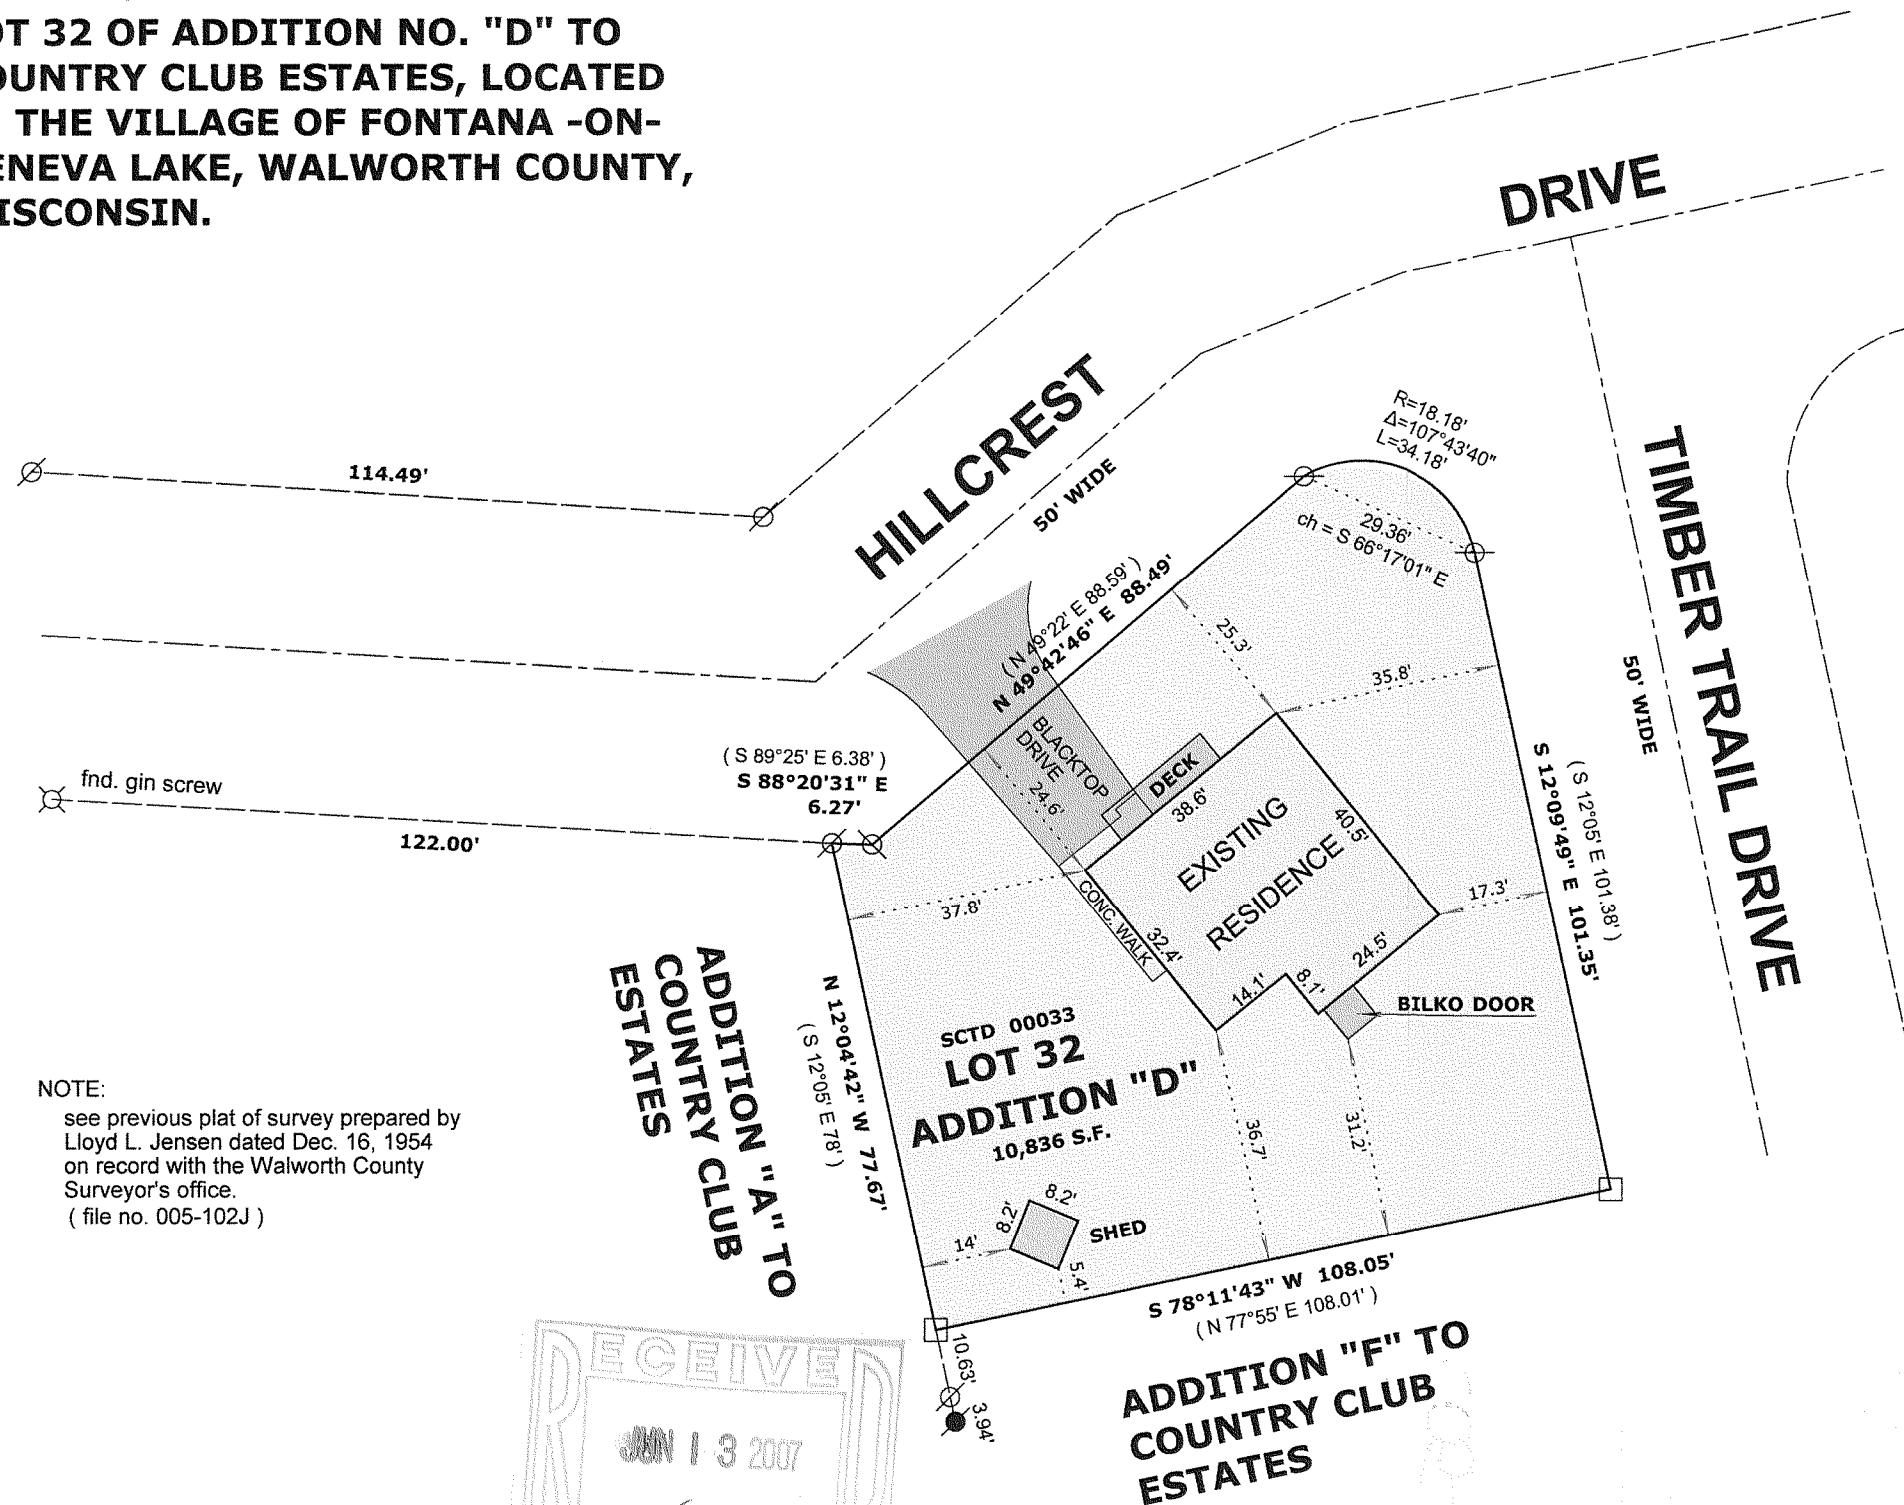 OT 32 OF ADDITION NO. "D" TO
OUNTRY CLUB ESTATES, LOCATED
THE VILLAGE OF FONTANA -ON-
ENEVA LAKE, WALWORTH COUNTY,
ISCONSIN.
HILLCREST DRIVE
50' WIDE
114.49'
fnd. gin screw
122.00'
( S 89°25' E 6.38' )
S 88°20'31" E
6.27'
( N 49°22' E 88.59' )
N 49°42'46" E 88.49'
R=18.18'
Δ=107°43'40"
L=34.18'
29.36'
ch = S 66°17'01" E
TIMBER TRAIL DRIVE
50' WIDE
( S 12°05' E 101.38' )
S 12°09'49" E 101.35'
25.3'
35.8'
BLACKTOP
DRIVE
24.6'
DECK
38.6'
40.5'
EXISTING
RESIDENCE
17.3'
37.8'
CONC. WALK
32.4'
14.1'
8.1'
24.5'
BILKO DOOR
N 12°04'42" W 77.67'
( S 12°05' E 78' )
ADDITION "A" TO
COUNTRY CLUB
ESTATES
SCTD 00033
LOT 32
ADDITION "D"
10,836 S.F.
36.7'
31.2'
8.2'
8.2'
SHED
14'
5.4'
S 78°11'43" W 108.05'
( N 77°55' E 108.01' )
10.63'
3.94'
ADDITION "F" TO
COUNTRY CLUB
ESTATES
NOTE:
see previous plat of survey prepared by
Lloyd L. Jensen dated Dec. 16, 1954
on record with the Walworth County
Surveyor's office.
( file no. 005-102J )
RECEIVED
JUN 13 2007